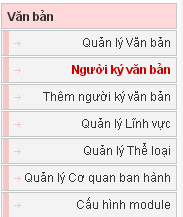 Văn bản
Quản lý Văn bản
Người ký văn bản
Thêm người ký văn bản
Quản lý Lĩnh vực
Quản lý Thể loại
Quản lý Cơ quan ban hành
Cấu hình module